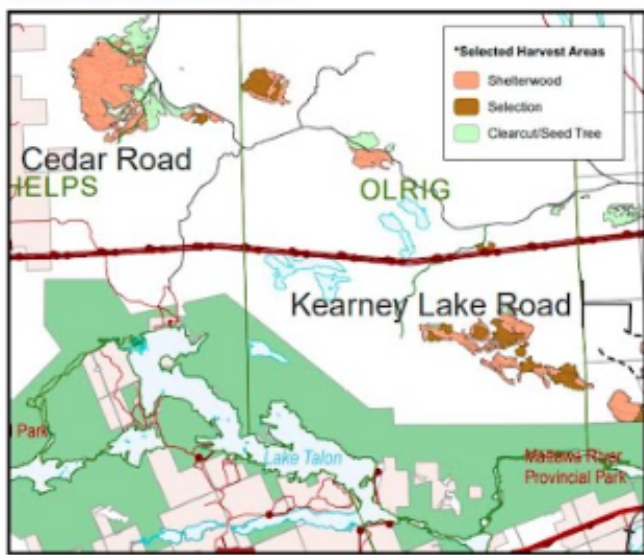 *Selected Harvest Areas
Shelterwood
Selection
Clearcut/Seed Tree
Cedar Road
HELPS
OLRIG
Kearney Lake Road
Park
Lake Talon
Mattawa River
Provincial Park